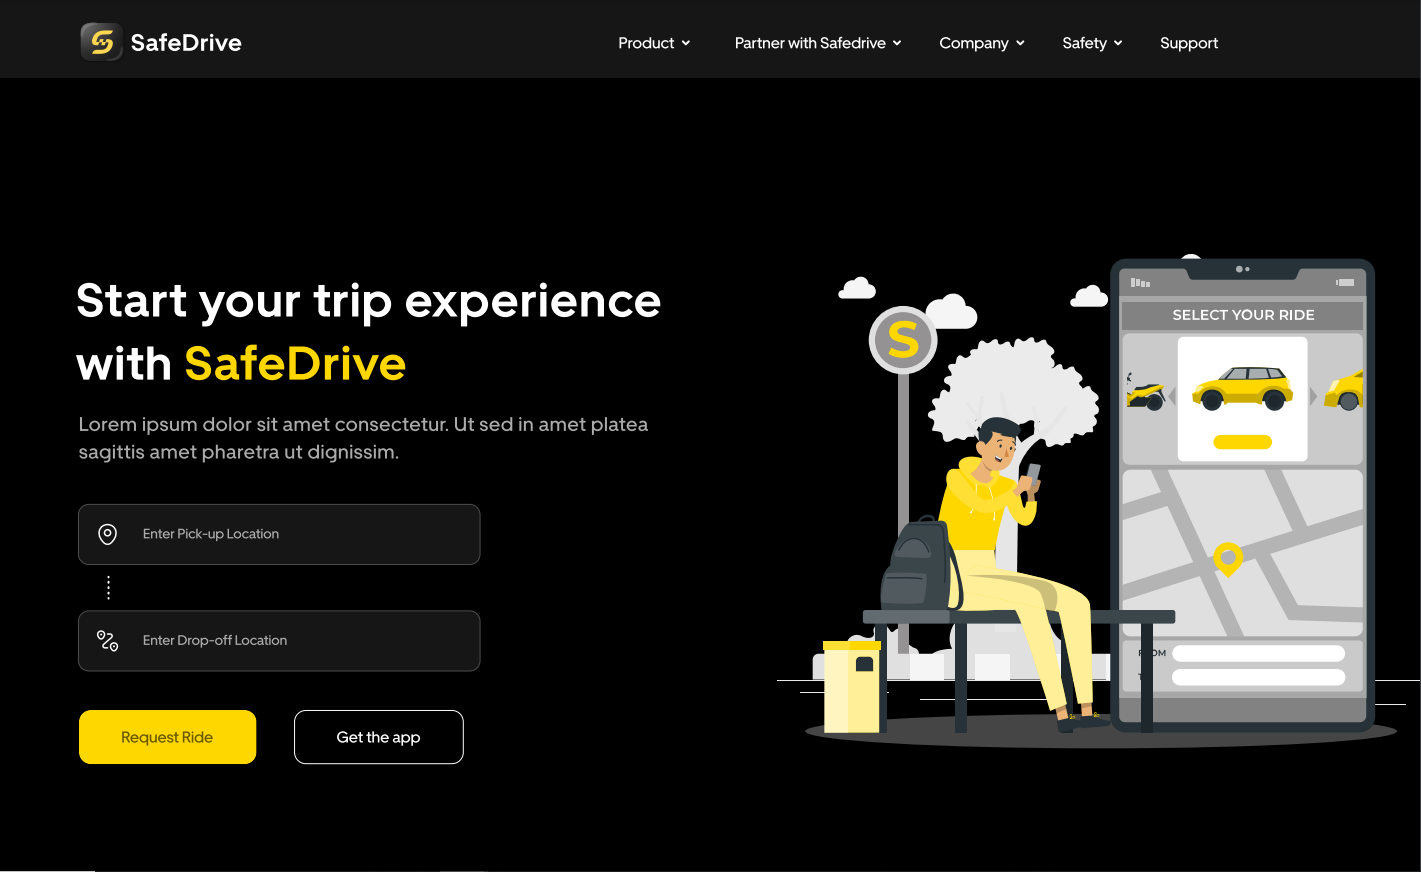 SafeDrive
Product
Partner with Safedrive
Company
Safety
Support
Start your trip experience
with SafeDrive
Lorem ipsum dolor sit amet consectetur. Ut sed in amet platea
sagittis amet pharetra ut dignissim.
Enter Pick-up Location
Enter Drop-off Location
Request Ride
Get the app
S
SELECT YOUR RIDE